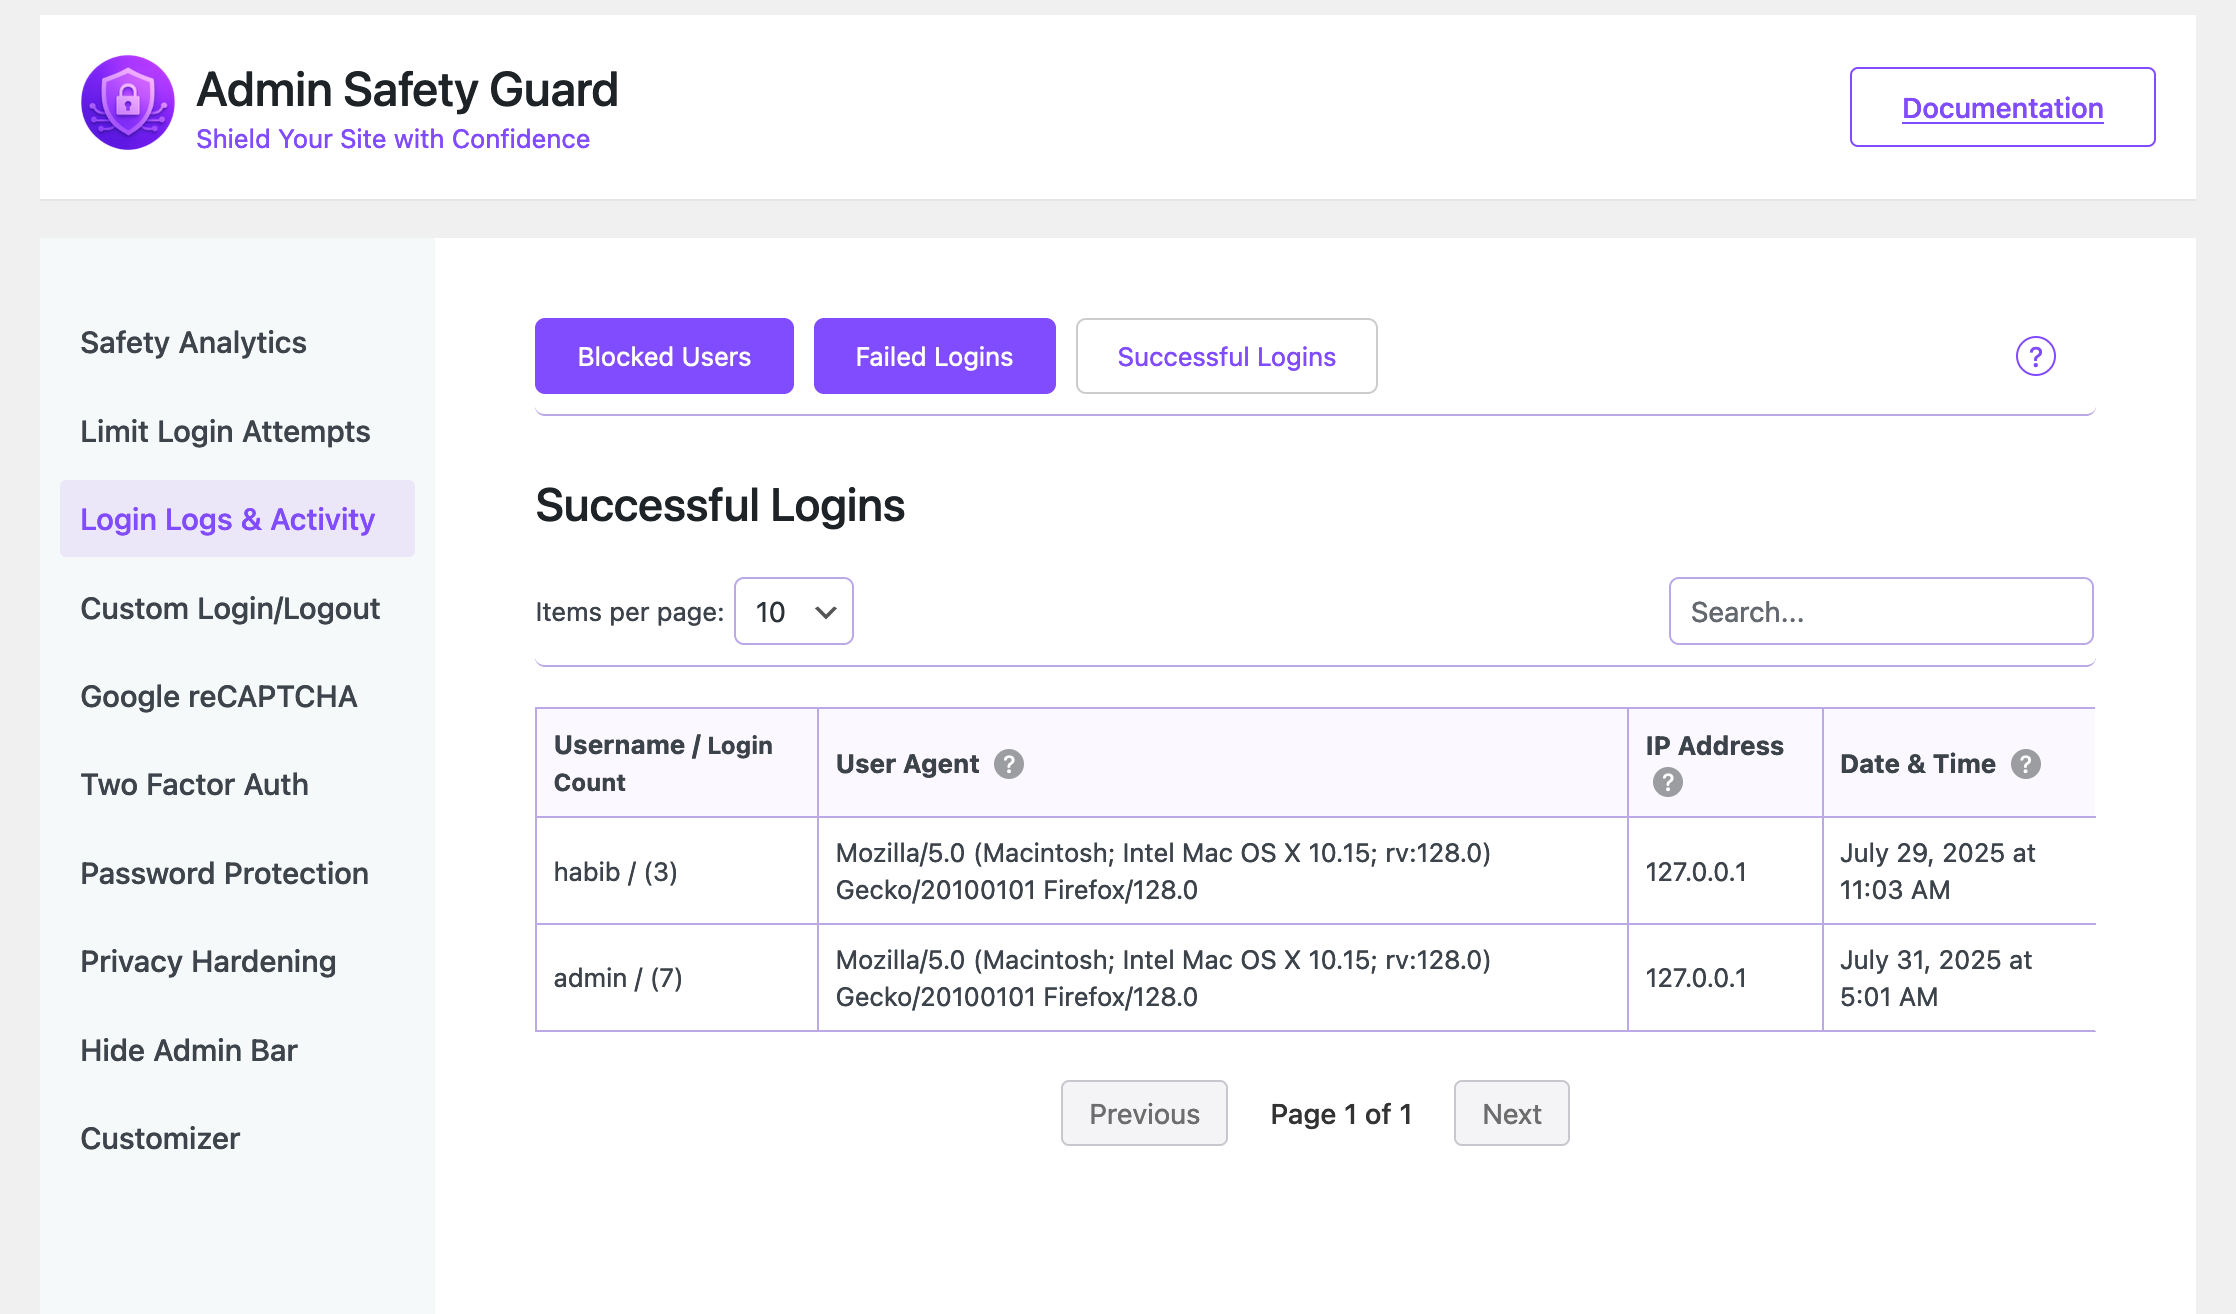 Admin Safety Guard
Shield Your Site with Confidence
Documentation
Safety Analytics
Limit Login Attempts
Login Logs & Activity
Custom Login/Logout
Google reCAPTCHA
Two Factor Auth
Password Protection
Privacy Hardening
Hide Admin Bar
Customizer
Blocked Users
Failed Logins
Successful Logins
?
Successful Logins
Items per page:
10
Search...
Username / Login
Count
User Agent ?
IP Address
?
Date & Time ?
habib / (3)
Mozilla/5.0 (Macintosh; Intel Mac OS X 10.15; rv:128.0)
Gecko/20100101 Firefox/128.0
127.0.0.1
July 29, 2025 at
11:03 AM
admin / (7)
Mozilla/5.0 (Macintosh; Intel Mac OS X 10.15; rv:128.0)
Gecko/20100101 Firefox/128.0
127.0.0.1
July 31, 2025 at
5:01 AM
Previous
Page 1 of 1
Next